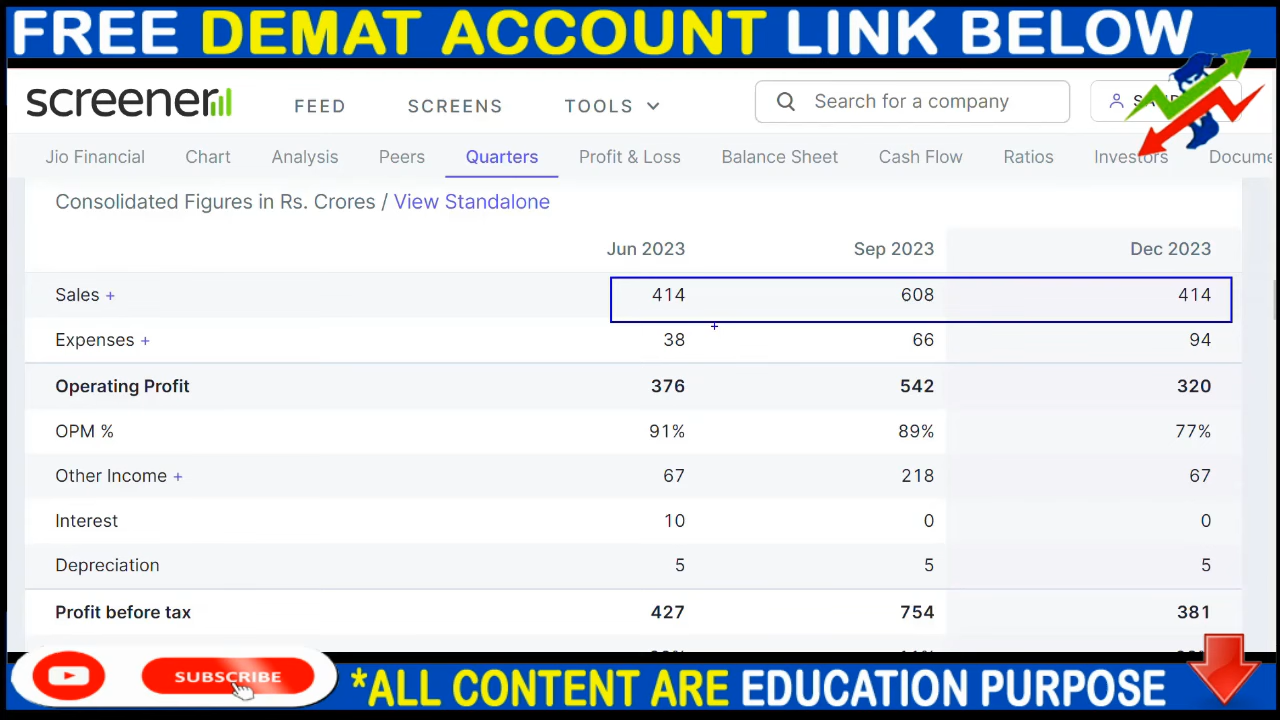 FREE DEMAT ACCOUNT LINK BELOW
screener FEED SCREENS TOOLS Search for a company
Jio Financial Chart Analysis Peers Quarters Profit & Loss Balance Sheet Cash Flow Ratios Investors Docume
Consolidated Figures in Rs. Crores / View Standalone
Jun 2023 Sep 2023 Dec 2023
Sales + 414 608 414
Expenses + 38 66 94
Operating Profit 376 542 320
OPM % 91% 89% 77%
Other Income + 67 218 67
Interest 10 0 0
Depreciation 5 5 5
Profit before tax 427 754 381
SUBSCRIBE *ALL CONTENT ARE EDUCATION PURPOSE